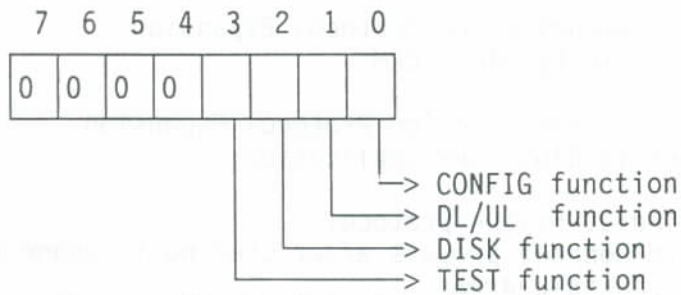 7 6 5 4 3 2 1 0
0 0 0 0
CONFIG function
DL/UL function
DISK function
TEST function